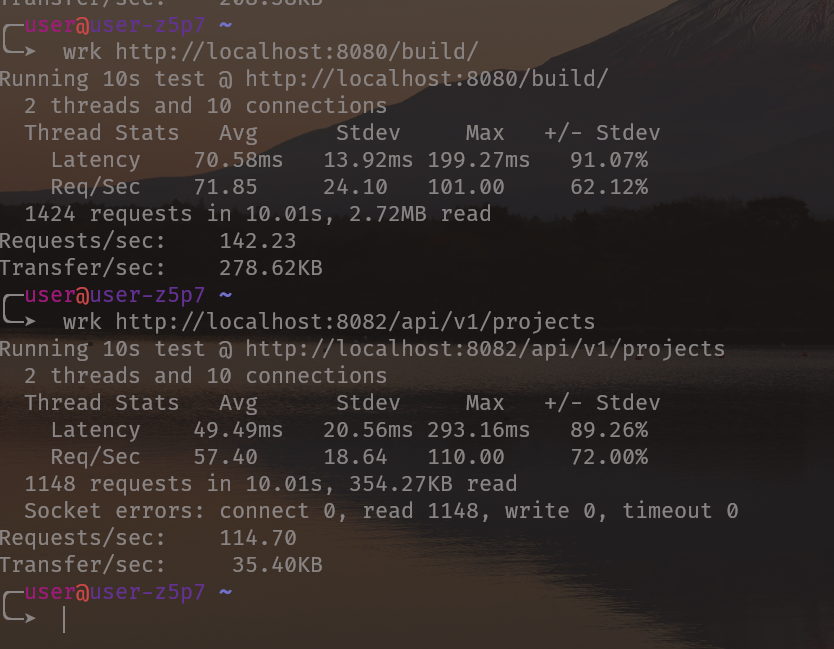 Transfer/sec: 208.58KB
user@user-z5p7 ~
wrk http://localhost:8080/build/
Running 10s test @ http://localhost:8080/build/
2 threads and 10 connections
Thread Stats Avg Stdev Max +/- Stdev
Latency 70.58ms 13.92ms 199.27ms 91.07%
Req/Sec 71.85 24.10 101.00 62.12%
1424 requests in 10.01s, 2.72MB read
Requests/sec: 142.23
Transfer/sec: 278.62KB
user@user-z5p7 ~
wrk http://localhost:8082/api/v1/projects
Running 10s test @ http://localhost:8082/api/v1/projects
2 threads and 10 connections
Thread Stats Avg Stdev Max +/- Stdev
Latency 49.49ms 20.56ms 293.16ms 89.26%
Req/Sec 57.40 18.64 110.00 72.00%
1148 requests in 10.01s, 354.27KB read
Socket errors: connect 0, read 1148, write 0, timeout 0
Requests/sec: 114.70
Transfer/sec: 35.40KB
user@user-z5p7 ~